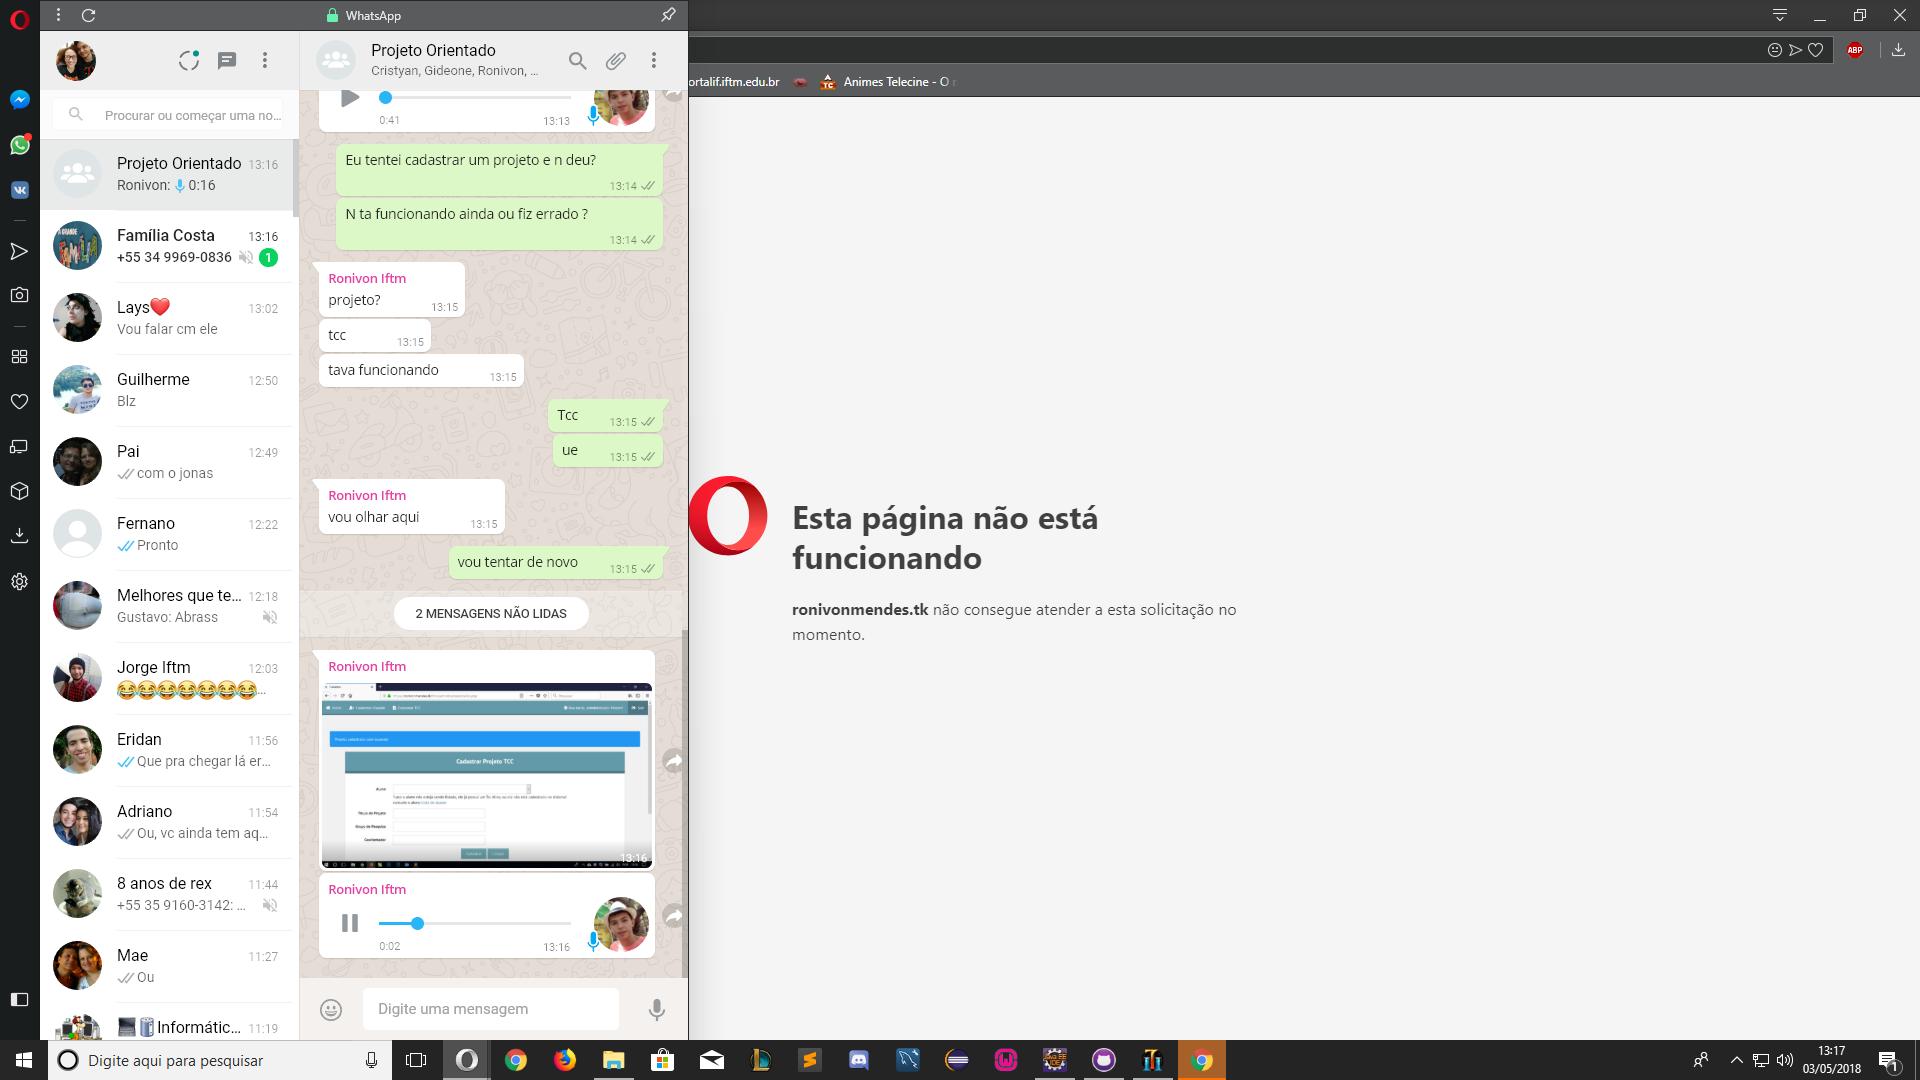 WhatsApp
Projeto Orientado
Cristyan, Gideone, Ronivon, ...
ABP
ortalif.iftm.edu.br
Animes Telecine - O
Procurar ou começar uma no...
Projeto Orientado 13:16
Ronivon: 0:16
Família Costa 13:16
+55 34 9969-0836 1
Lays❤️ 13:02
Vou falar cm ele
Guilherme 12:50
Blz
Pai 12:49
com o jonas
Fernano 12:22
Pronto
Melhores que te... 12:18
Gustavo: Abrass
Jorge Iftm 12:03
😂😂😂😂😂😂😂...
Eridan 11:56
Que pra chegar lá er...
Adriano 11:54
Ou, vc ainda tem aq...
8 anos de rex 11:44
+55 35 9160-3142: ...
Mae 11:27
Ou
Informátic... 11:19
0:41 13:13
Eu tentei cadastrar um projeto e n deu?
13:14
N ta funcionando ainda ou fiz errado ?
13:14
Ronivon Iftm
projeto? 13:15
tcc 13:15
tava funcionando 13:15
Tcc 13:15
ue 13:15
Ronivon Iftm
vou olhar aqui 13:15
vou tentar de novo 13:15
2 MENSAGENS NÃO LIDAS
Ronivon Iftm
Cadastrar Projeto TCC
Aluno
Título do Projeto
Grupo de Pesquisa
Coorientador
13:16
Ronivon Iftm
0:02 13:16
Digite uma mensagem
Esta página não está
funcionando
ronivonmendes.tk não consegue atender a esta solicitação no
momento.
Digite aqui para pesquisar
13:17
03/05/2018
1